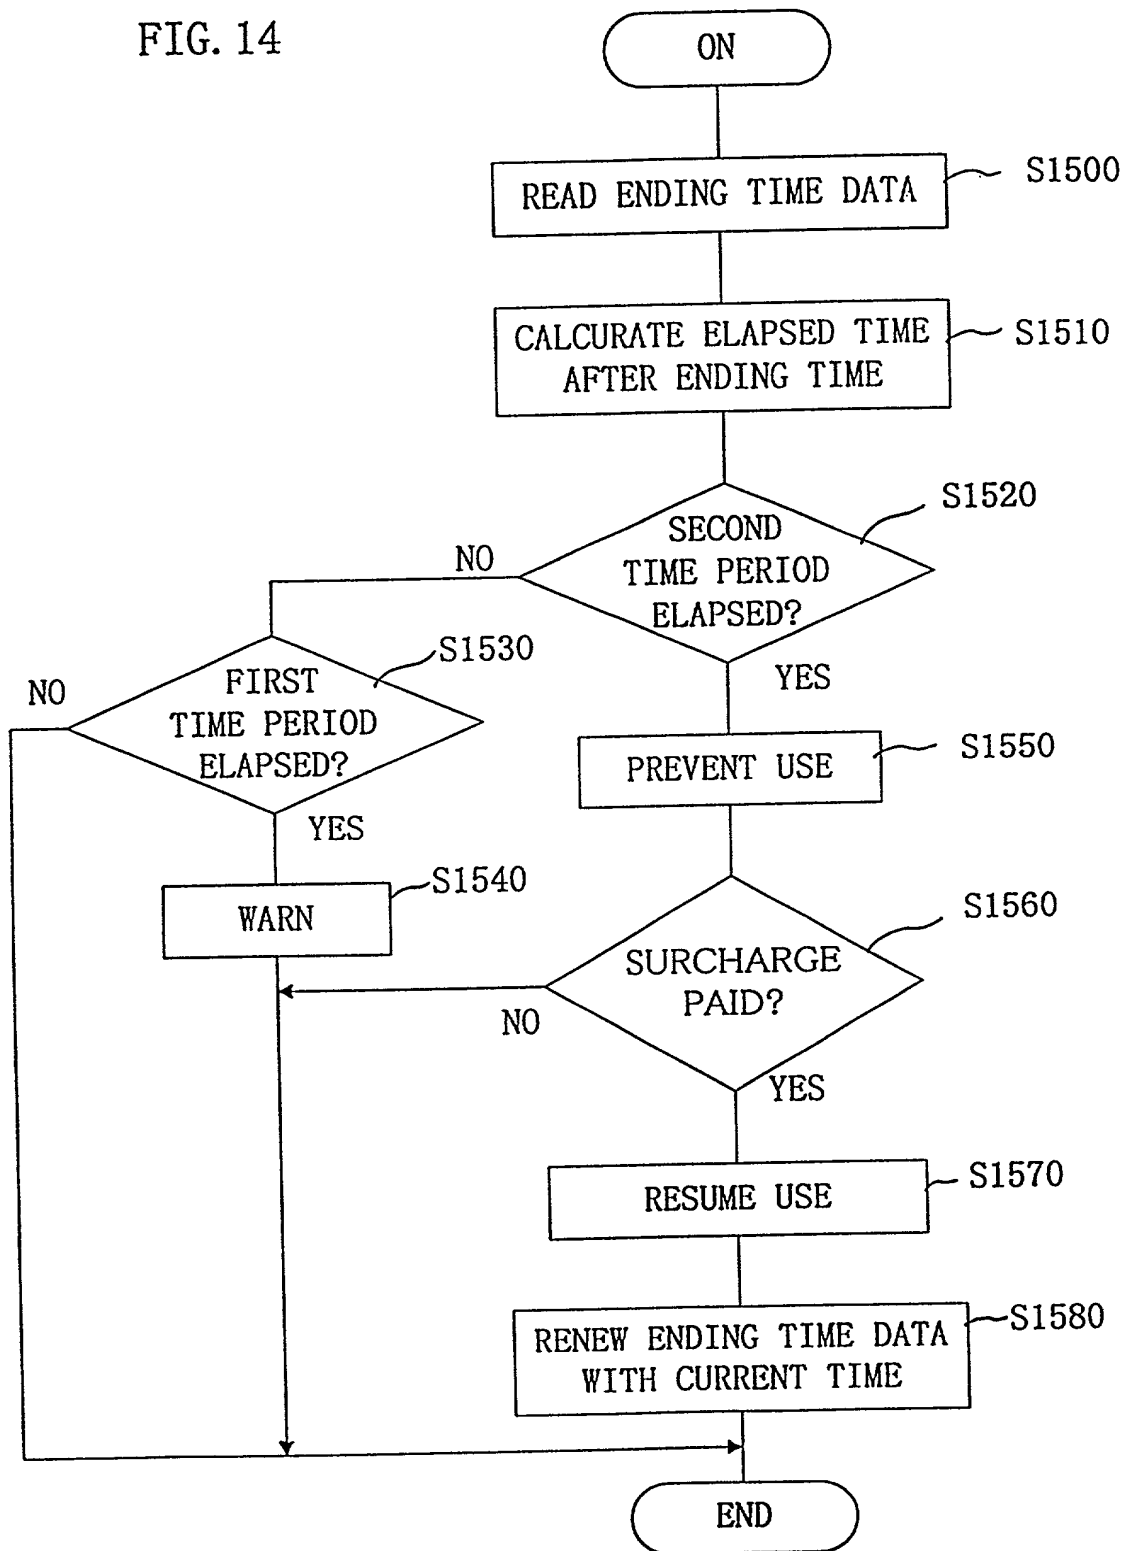 FIG. 14
ON
READ ENDING TIME DATA
S1500
CALCURATE ELAPSED TIME
AFTER ENDING TIME
S1510
SECOND
TIME PERIOD
ELAPSED?
S1520
NO
YES
FIRST
TIME PERIOD
ELAPSED?
S1530
NO
YES
PREVENT USE
S1550
WARN
S1540
SURCHARGE
PAID?
S1560
NO
YES
RESUME USE
S1570
RENEW ENDING TIME DATA
WITH CURRENT TIME
S1580
END